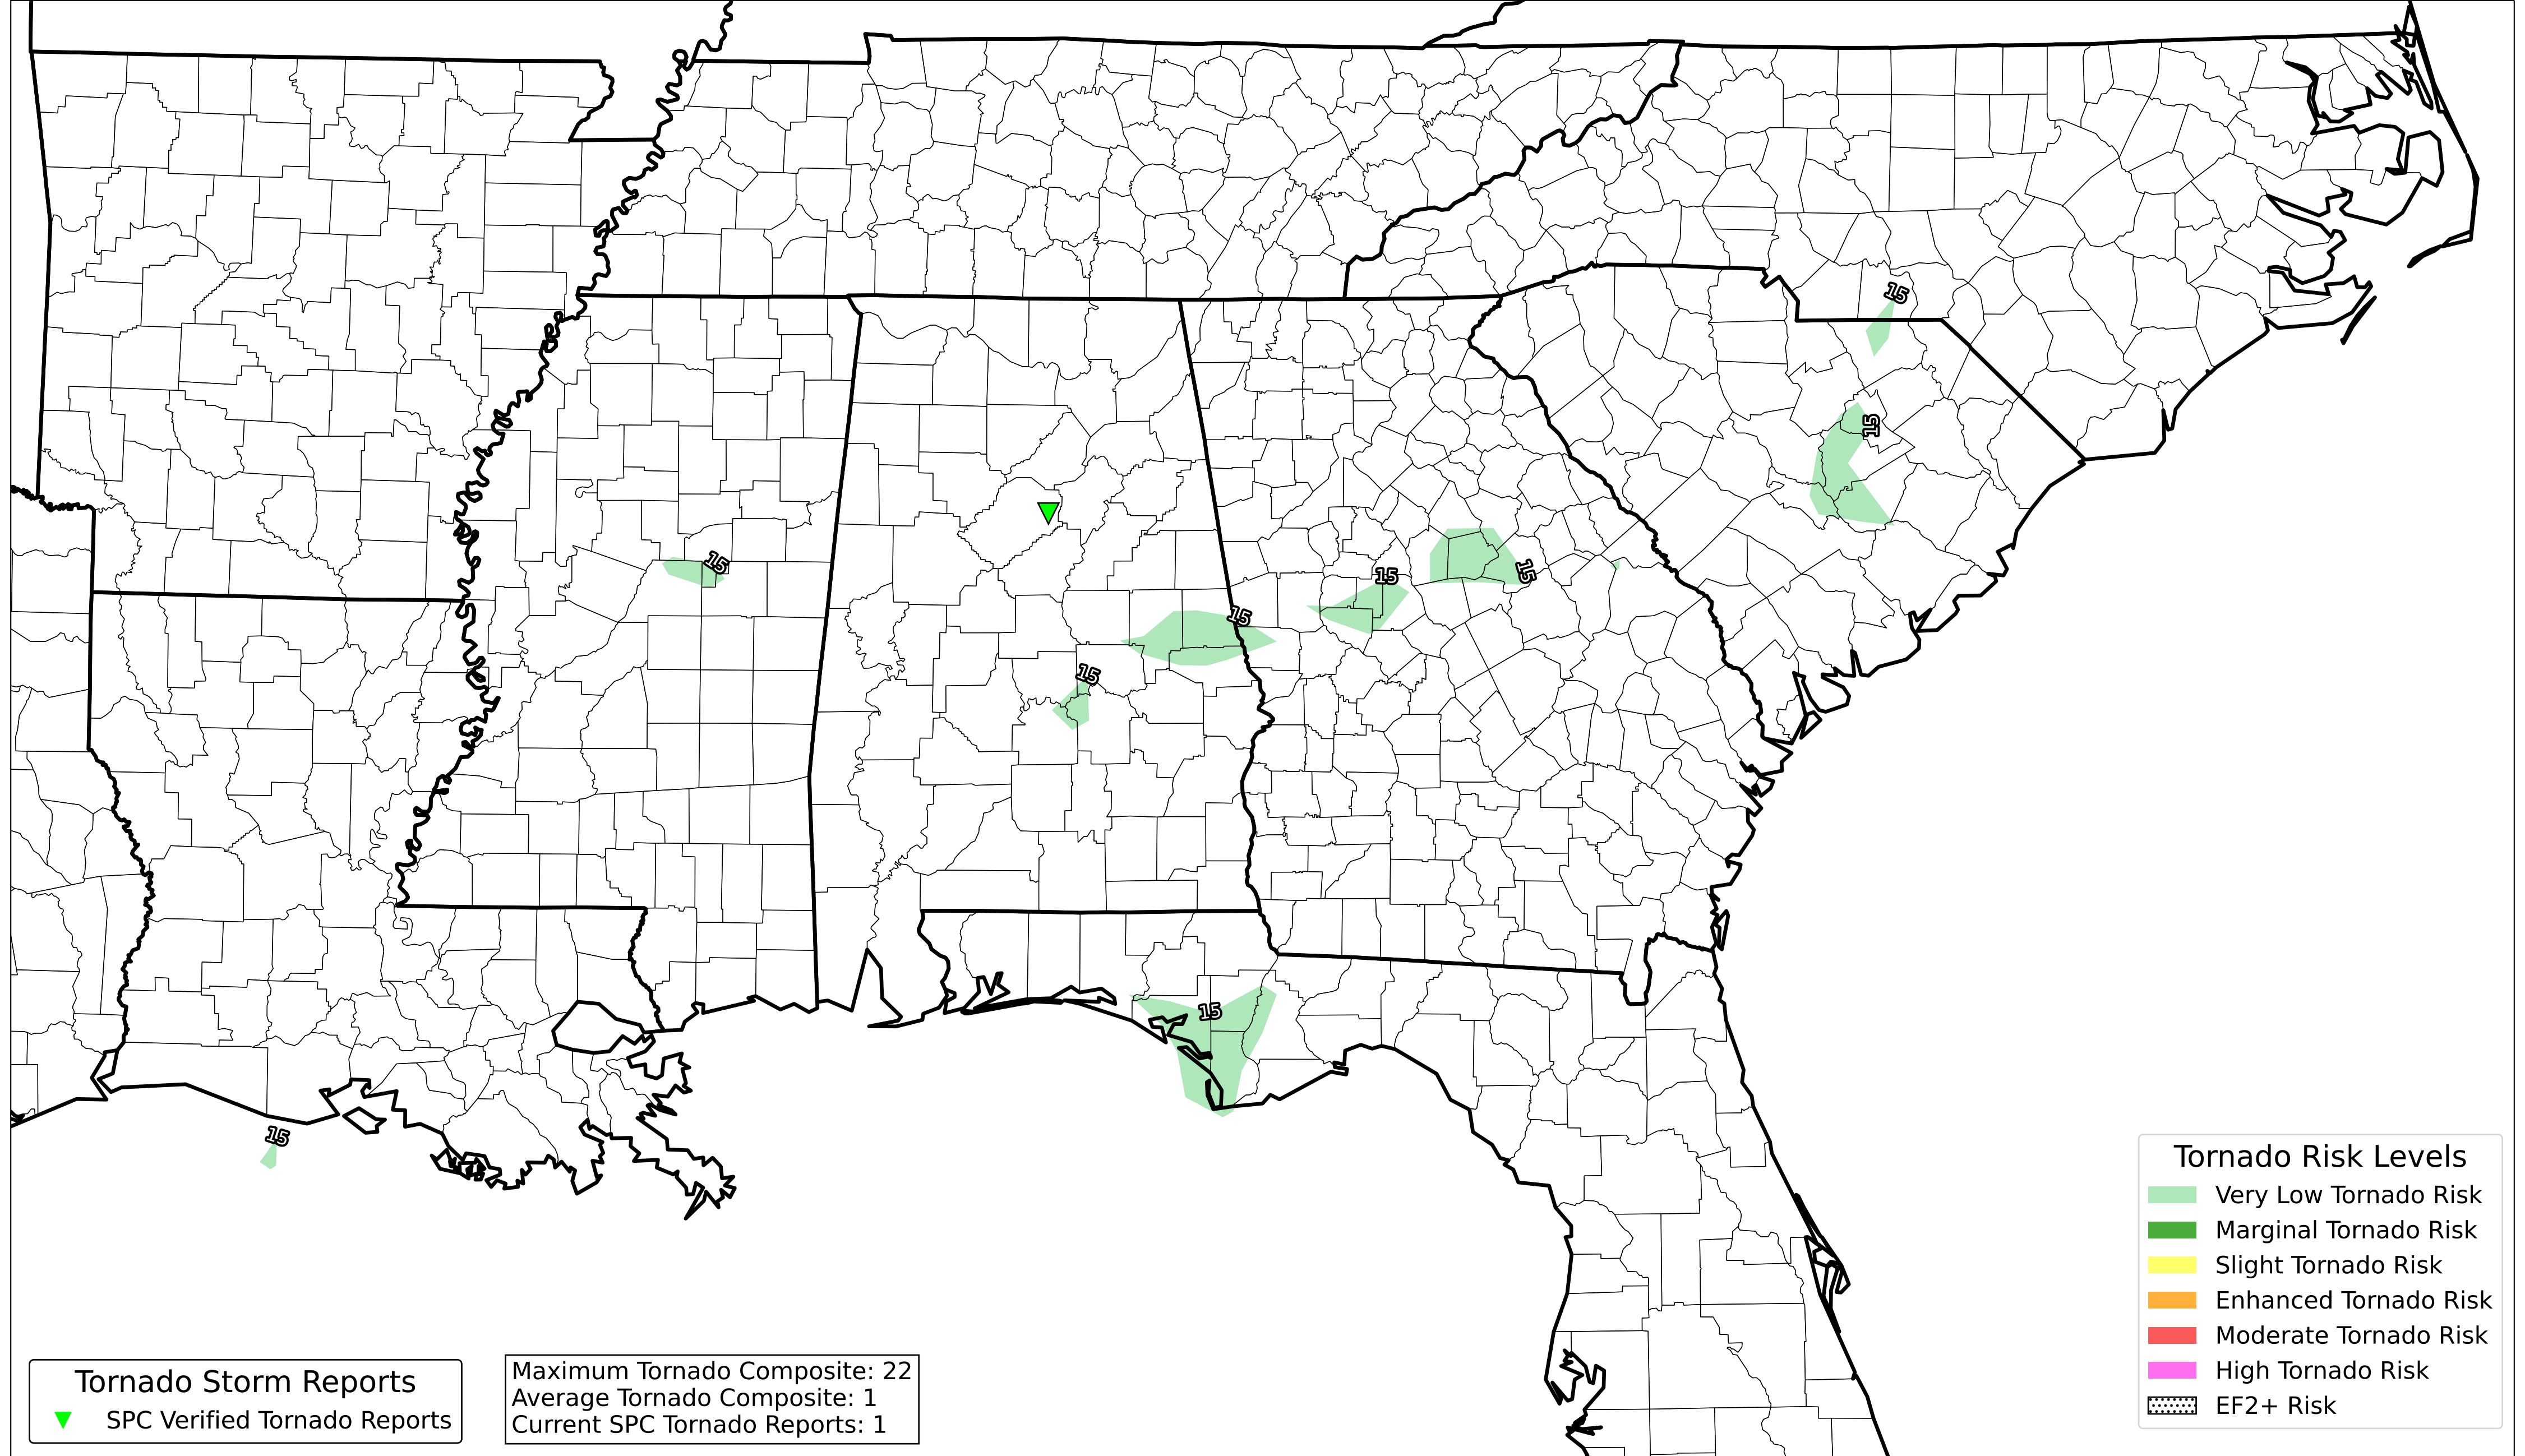 15
15
15
15
15
15
15
15
15
Tornado Risk Levels
Very Low Tornado Risk
Marginal Tornado Risk
Slight Tornado Risk
Enhanced Tornado Risk
Moderate Tornado Risk
High Tornado Risk
EF2+ Risk
Tornado Storm Reports
SPC Verified Tornado Reports
Maximum Tornado Composite: 22
Average Tornado Composite: 1
Current SPC Tornado Reports: 1